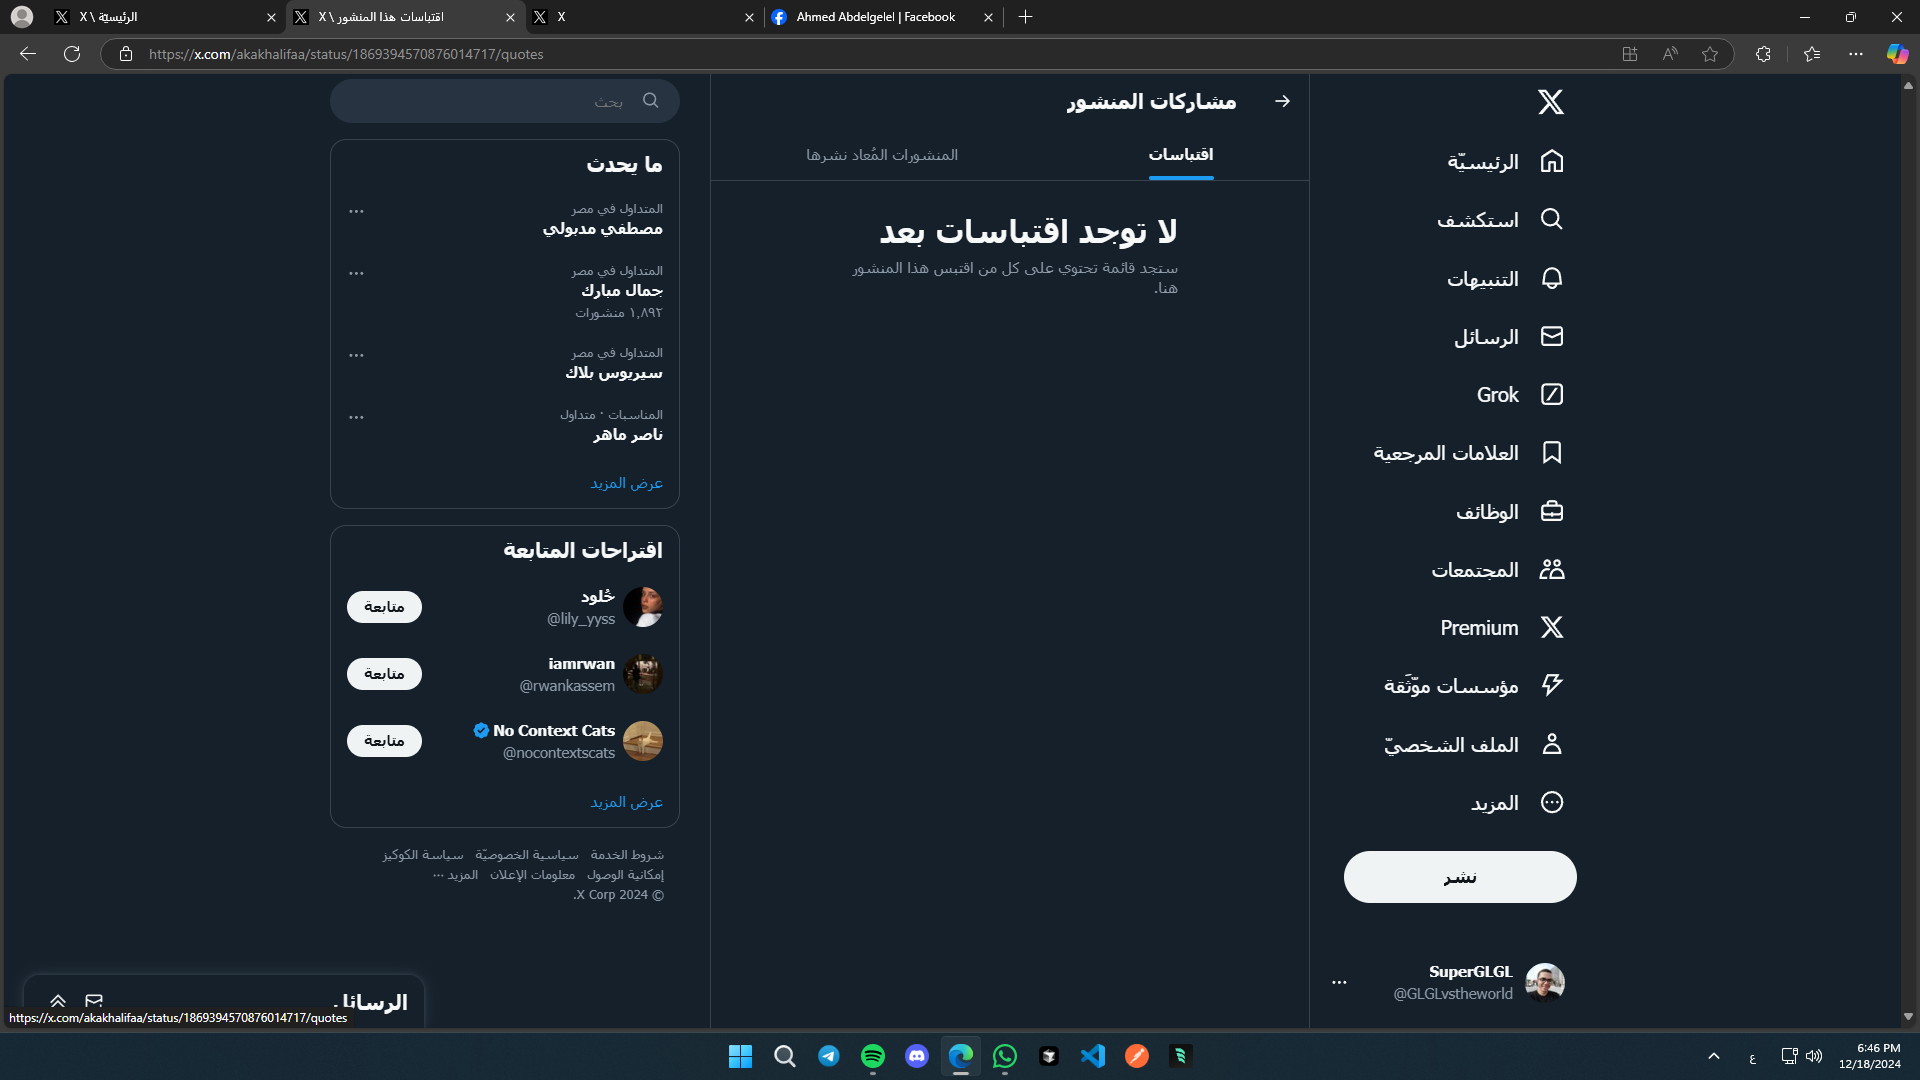 الرئيسيّة \ X
اقتباسات هذا المنشور \ X
X
Ahmed Abdelgelel | Facebook
https://x.com/akakhalifaa/status/1869394570876014717/quotes
الرئيسيّة
استكشف
التنبيهات
الرسائل
Grok
العلامات المرجعية
الوظائف
المجتمعات
Premium
مؤسسات موّثَقة
الملف الشخصيّ
المزيد
نشر
SuperGLGL
@GLGLvstheworld
مشاركات المنشور
اقتباسات
المنشورات المُعاد نشرها
لا توجد اقتباسات بعد
ستجد قائمة تحتوي على كل من اقتبس هذا المنشور
هنا.
بحث
ما يحدث
المتداول في مصر
مصطفي مدبولي
المتداول في مصر
جمال مبارك
١٬٨٩٢ منشورات
المتداول في مصر
سيريوس بلاك
المناسبات · متداول
ناصر ماهر
عرض المزيد
اقتراحات المتابعة
خُلود
@lily_yyss
متابعة
iamrwan
@rwankassem
متابعة
No Context Cats
@nocontextscats
متابعة
عرض المزيد
شروط الخدمة سياسية الخصوصيّة سياسة الكوكيز
إمكانية الوصول معلومات الإعلان المزيد ···
© 2024 X Corp.
الرسائل
https://x.com/akakhalifaa/status/1869394570876014717/quotes
ع
6:46 PM
12/18/2024